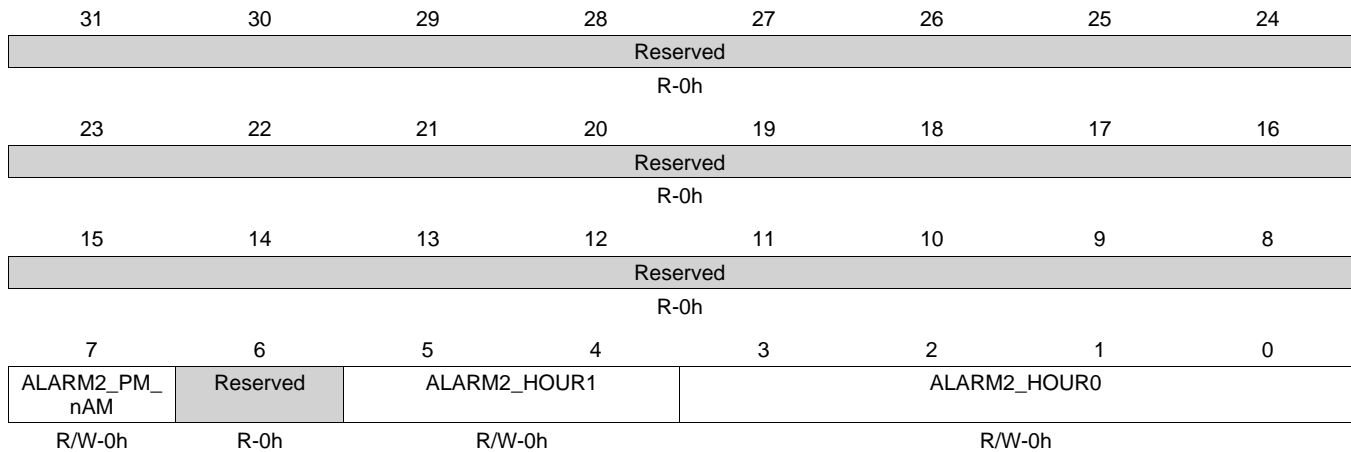 31 30 29 28 27 26 25 24
Reserved
R-0h
23 22 21 20 19 18 17 16
Reserved
R-0h
15 14 13 12 11 10 9 8
Reserved
R-0h
7 6 5 4 3 2 1 0
ALARM2_PM_ Reserved ALARM2_HOUR1 ALARM2_HOUR0
nAM
R/W-0h R-0h R/W-0h R/W-0h